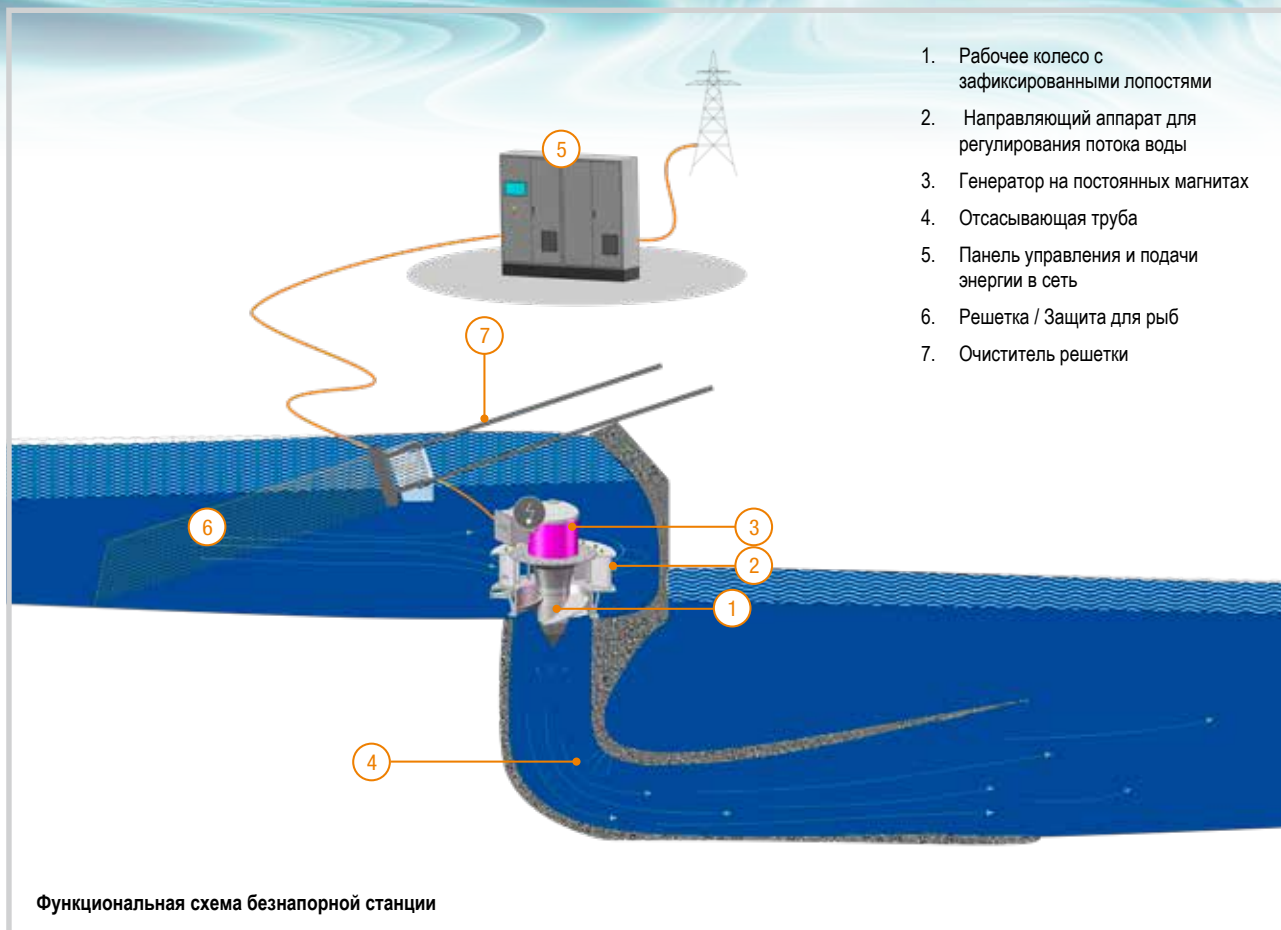 1. Рабочее колесо с
зафиксированными лопостями
2. Направляющий аппарат для
регулирования потока воды
3. Генератор на постоянных магнитах
4. Отсасывающая труба
5. Панель управления и подачи
энергии в сеть
6. Решетка / Защита для рыб
7. Очиститель решетки
5
7
6
3
2
1
4
Функциональная схема безнапорной станции